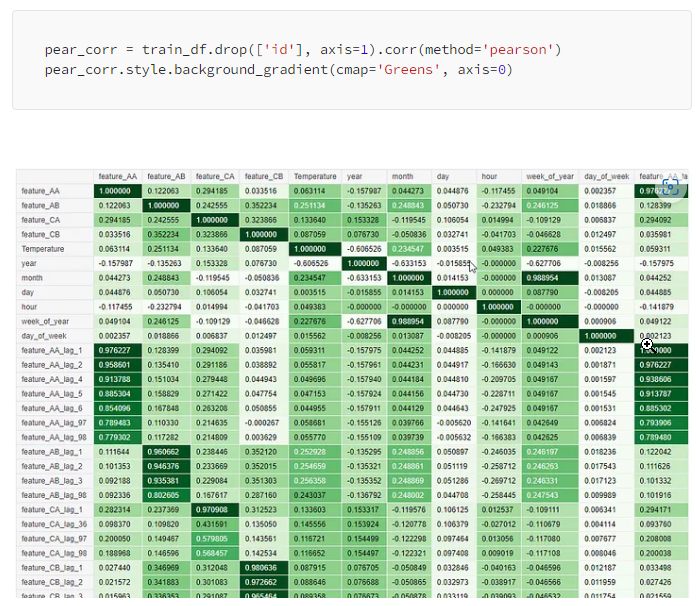 pear_corr = train_df.drop(['id'], axis=1).corr(method='pearson')
pear_corr.style.background_gradient(cmap='Greens', axis=0)
feature_AA feature_AB feature_CA feature_CB Temperature year month day hour week_of_year day_of_week
feature_AA 1.000000 0.122063 0.294185 0.033516 0.063114 -0.157987 0.044273 0.044876 -0.117455 0.049104 0.002357
feature_AB 0.122063 1.000000 0.242555 0.352234 0.251134 -0.135263 0.248843 0.050730 -0.232794 0.246125 0.018866 0.128399
feature_CA 0.294185 0.242555 1.000000 0.323866 0.133640 0.153328 -0.119545 0.106054 0.014994 -0.109129 0.006837 0.294092
feature_CB 0.033516 0.352234 0.323866 1.000000 0.087059 0.076730 -0.050836 0.032741 -0.041703 -0.046628 0.012497 0.035981
Temperature 0.063114 0.251134 0.133640 0.087059 1.000000 -0.606526 0.234547 0.003515 0.049383 0.227676 0.015562 0.059311
year -0.157987 -0.135263 0.153328 0.076730 -0.606526 1.000000 -0.633153 -0.015855 -0.000000 -0.627706 -0.008256 -0.157975
month 0.044273 0.248843 -0.119545 -0.050836 0.234547 -0.633153 1.000000 0.014153 -0.000000 0.988954 0.013087 0.044252
day 0.044876 0.050730 0.106054 0.032741 0.003515 -0.015855 0.014153 1.000000 0.000000 0.087790 -0.008205 0.044885
hour -0.117455 -0.232794 0.014994 -0.041703 0.049383 -0.000000 -0.000000 0.000000 1.000000 -0.000000 -0.000000 -0.141879
week_of_year 0.049104 0.246125 -0.109129 -0.046628 0.227676 -0.627706 0.988954 0.087790 -0.000000 1.000000 0.000906 0.049122
day_of_week 0.002357 0.018866 0.006837 0.012497 0.015562 -0.008256 0.013087 -0.008205 -0.000000 0.000906 1.000000 0.002123
feature_AA_lag_1 0.976227 0.128399 0.294092 0.035981 0.059311 -0.157975 0.044252 0.044885 -0.141879 0.049122 0.002123
feature_AA_lag_2 0.958601 0.135410 0.291186 0.038892 0.055817 -0.157961 0.044231 0.044917 -0.166630 0.049143 0.001871 0.976227
feature_AA_lag_4 0.913788 0.151034 0.279448 0.044943 0.049696 -0.157940 0.044184 0.044810 -0.209705 0.049167 0.001597 0.938606
feature_AA_lag_5 0.885304 0.158829 0.271422 0.047754 0.047153 -0.157924 0.044156 0.044730 -0.228711 0.049167 0.001545 0.913787
feature_AA_lag_6 0.854096 0.167848 0.263208 0.050855 0.044955 -0.157911 0.044129 0.044643 -0.247925 0.049167 0.001531 0.885302
feature_AA_lag_97 0.789483 0.110330 0.214635 -0.000267 0.058681 -0.155126 0.039766 -0.005620 -0.141641 0.042649 0.006824 0.793906
feature_AA_lag_98 0.779302 0.117282 0.214809 0.003629 0.055770 -0.155109 0.039739 -0.005632 -0.166383 0.042625 0.006839 0.789480
feature_AB_lag_1 0.111644 0.960662 0.238446 0.352120 0.252928 -0.135295 0.248856 0.050897 -0.246035 0.246197 0.018236 0.122042
feature_AB_lag_2 0.101353 0.946376 0.233669 0.352015 0.254659 -0.135321 0.248861 0.051119 -0.258712 0.246263 0.017543 0.111626
feature_AB_lag_3 0.092188 0.935381 0.229084 0.351303 0.256358 -0.135352 0.248861 0.051286 -0.269712 0.246331 0.017123 0.101332
feature_AB_lag_98 0.092336 0.802605 0.167617 0.287160 0.243037 -0.136792 0.248002 0.044708 -0.258445 0.247543 0.009989 0.101916
feature_CA_lag_1 0.282314 0.237369 0.970908 0.312523 0.133603 0.153317 -0.119576 0.106125 0.012537 -0.109111 0.006341 0.294171
feature_CA_lag_36 0.098370 0.109820 0.431591 0.135050 0.145556 0.153924 -0.120778 0.106379 -0.027012 -0.110679 0.004114 0.093760
feature_CA_lag_97 0.200050 0.149467 0.579805 0.143561 0.116721 0.154499 -0.122298 0.097464 0.013056 -0.117080 0.007677 0.208008
feature_CA_lag_98 0.188968 0.146596 0.568457 0.142534 0.116652 0.154497 -0.122321 0.097408 0.009019 -0.117108 0.008046 0.200038
feature_CB_lag_1 0.027440 0.346969 0.312048 0.980636 0.087915 0.076705 -0.050849 0.032846 -0.040163 -0.046596 0.012187 0.033498
feature_CB_lag_2 0.021572 0.341883 0.301083 0.972662 0.088646 0.076688 -0.050865 0.032973 -0.038917 -0.046566 0.011959 0.027426